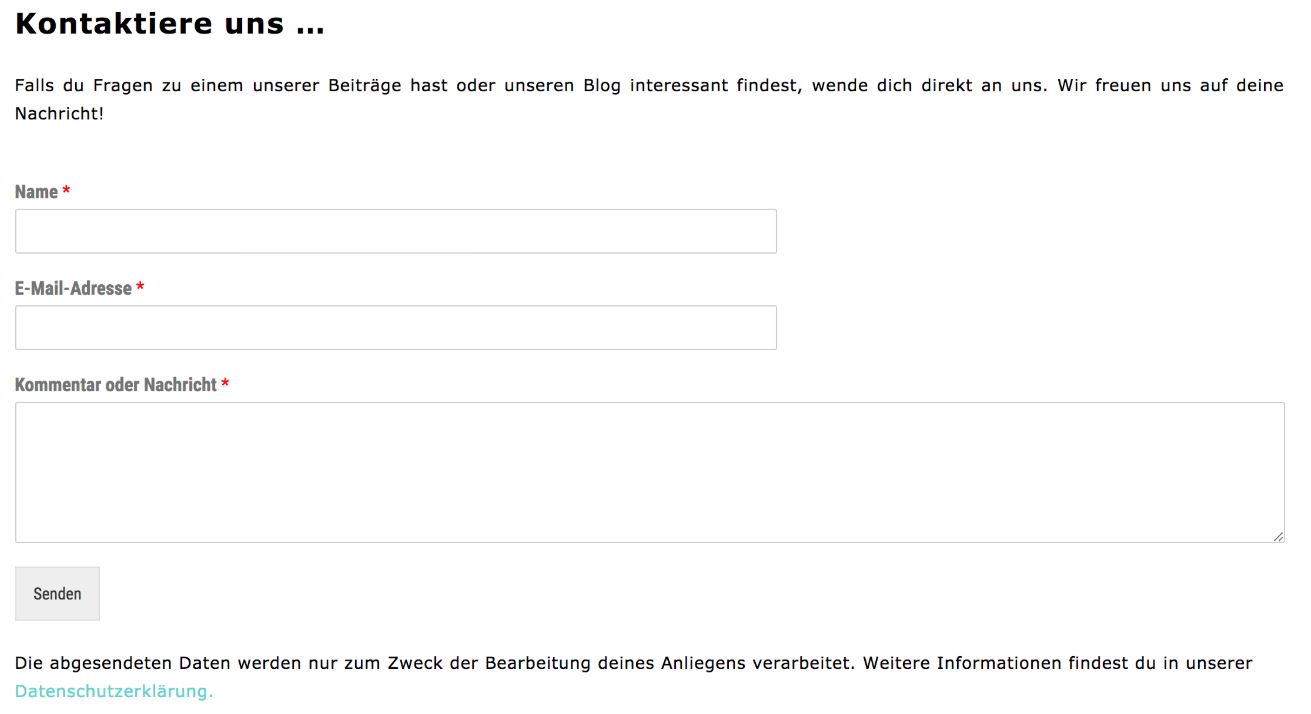 Kontaktiere uns ...
Falls du Fragen zu einem unserer Beiträge hast oder unseren Blog interessant findest, wende dich direkt an uns. Wir freuen uns auf deine
Nachricht!
Name *
E-Mail-Adresse *
Kommentar oder Nachricht *
Senden
Die abgesendeten Daten werden nur zum Zweck der Bearbeitung deines Anliegens verarbeitet. Weitere Informationen findest du in unserer
Datenschutzerklärung.